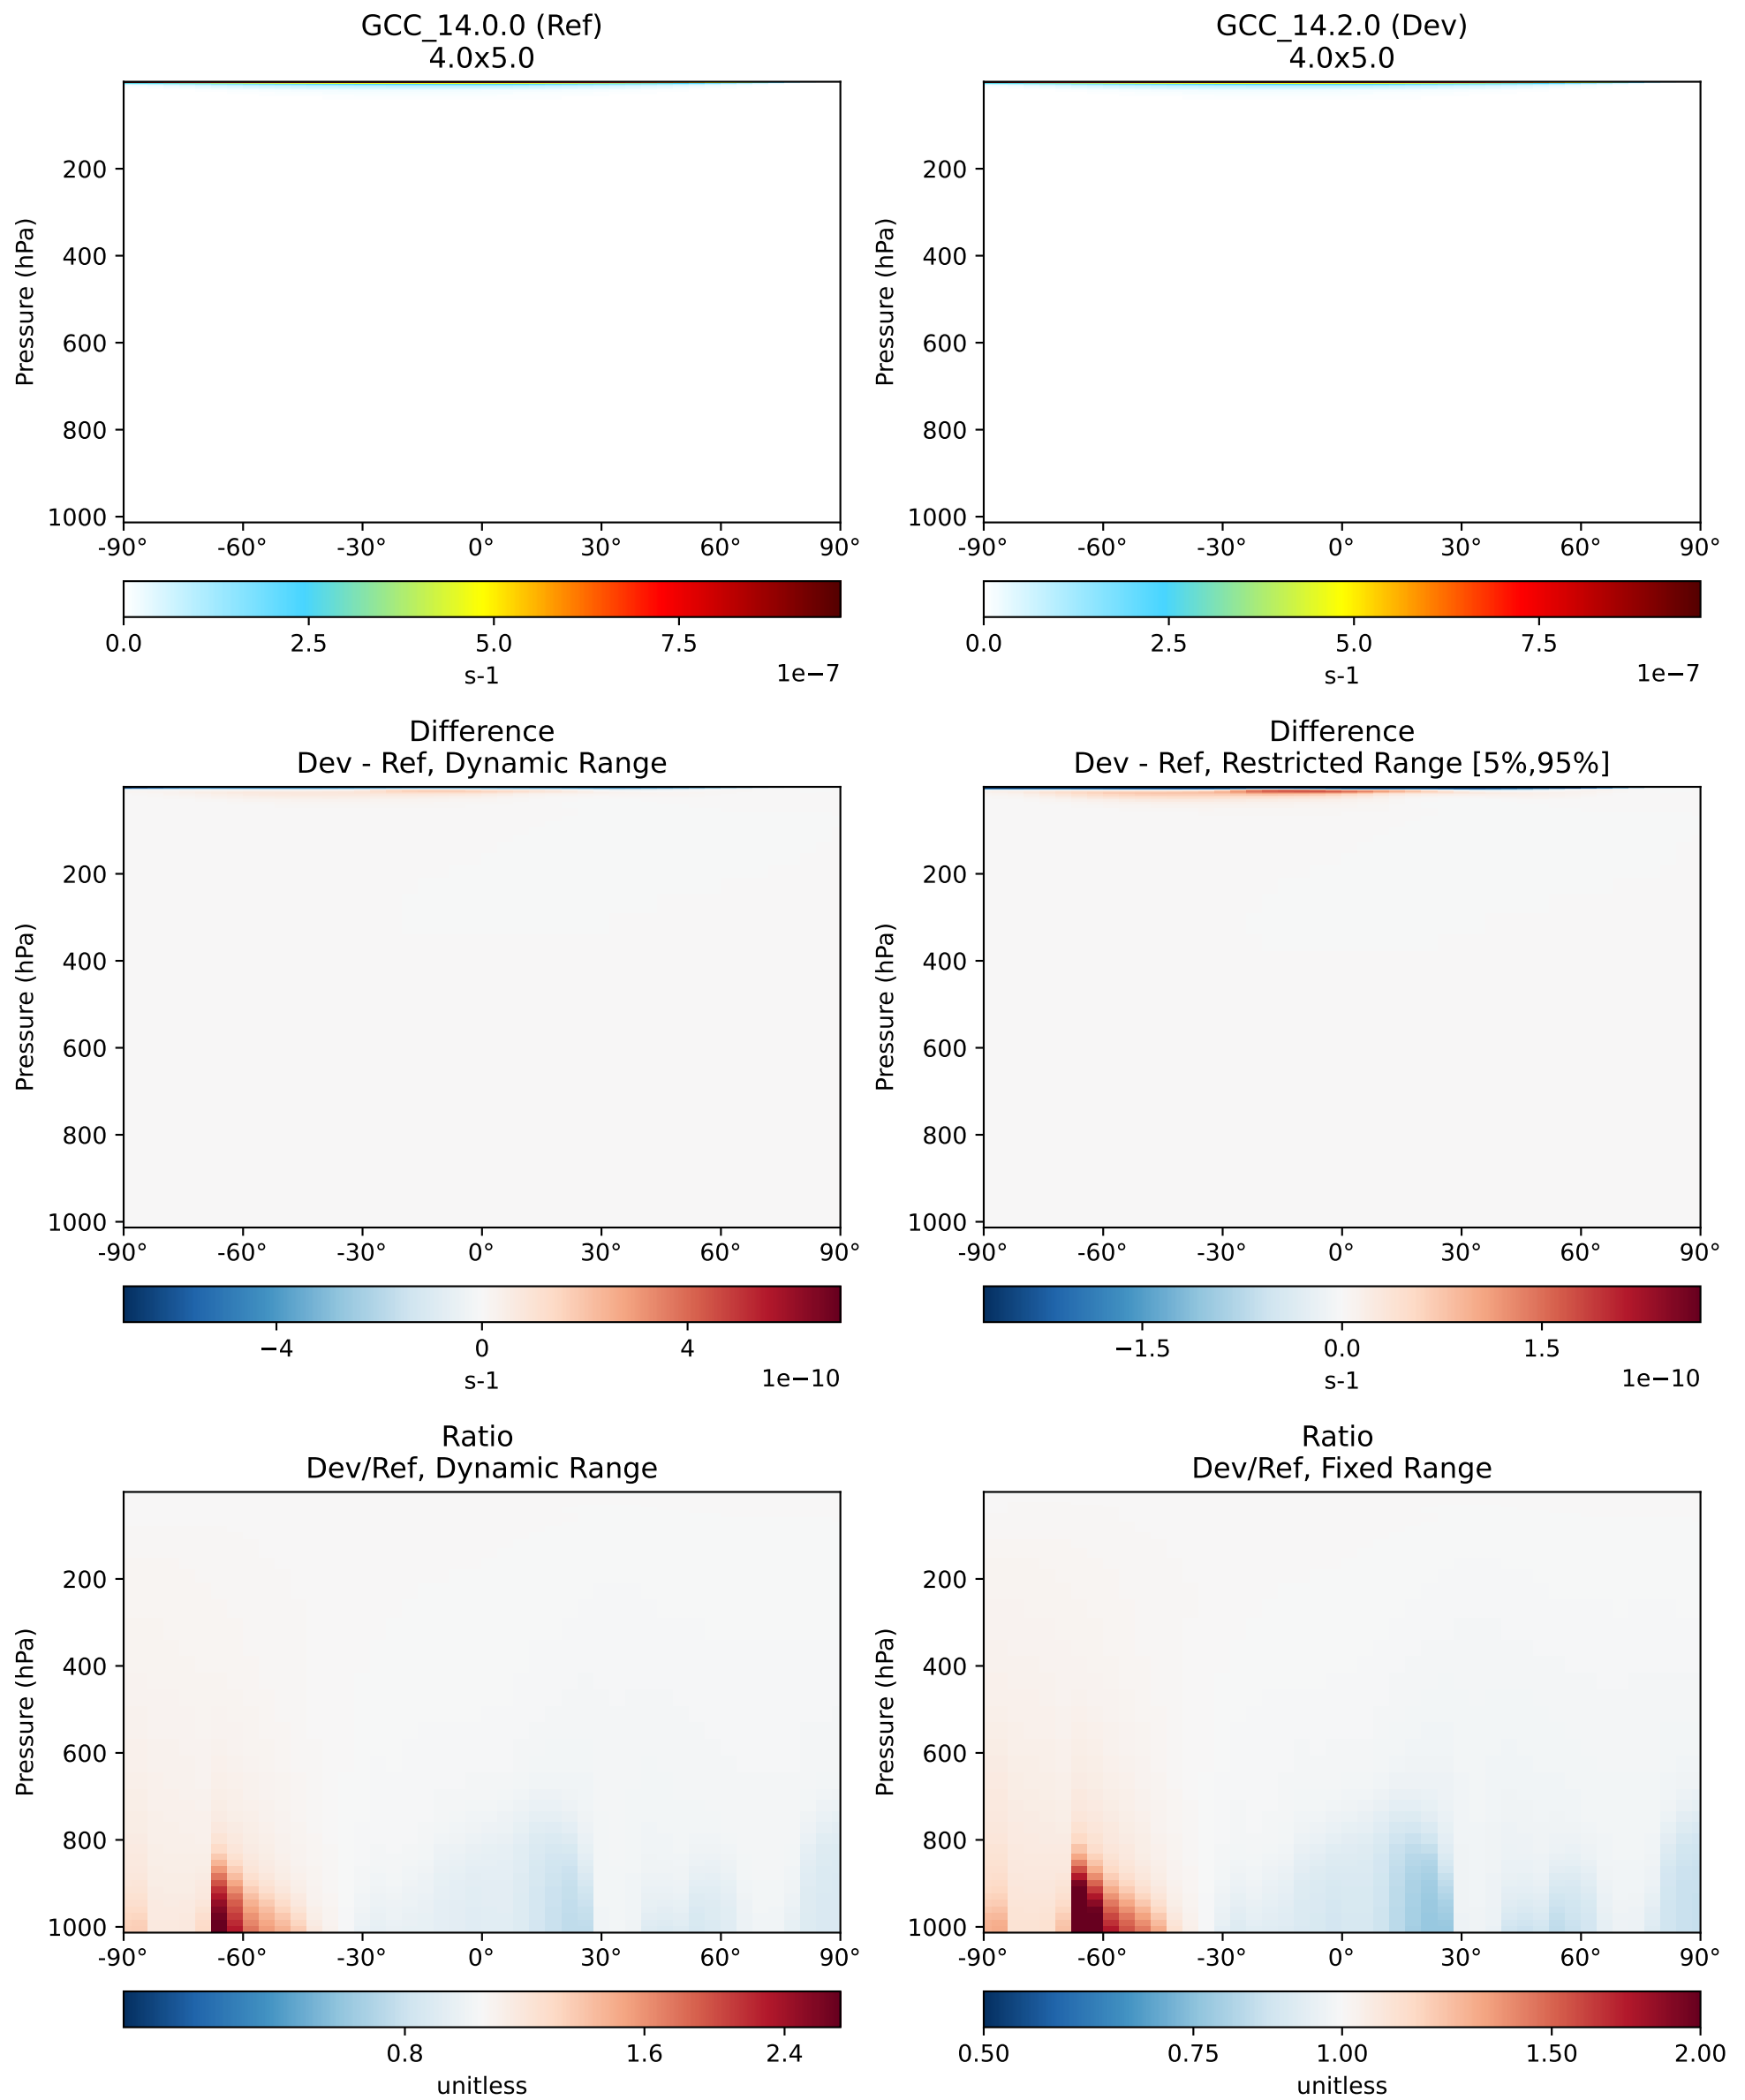 GCC_14.0.0 (Ref)
4.0x5.0
GCC_14.2.0 (Dev)
4.0x5.0
Pressure (hPa)
200
400
600
800
1000
-90° -60° -30° 0° 30° 60° 90°
0.0 2.5 5.0 7.5
s-1
1e−7
Pressure (hPa)
200
400
600
800
1000
-90° -60° -30° 0° 30° 60° 90°
0.0 2.5 5.0 7.5
s-1
1e−7
Difference
Dev - Ref, Dynamic Range
Pressure (hPa)
200
400
600
800
1000
-90° -60° -30° 0° 30° 60° 90°
−4 0 4
s-1
1e−10
Difference
Dev - Ref, Restricted Range [5%,95%]
Pressure (hPa)
200
400
600
800
1000
-90° -60° -30° 0° 30° 60° 90°
−1.5 0.0 1.5
s-1
1e−10
Ratio
Dev/Ref, Dynamic Range
Pressure (hPa)
200
400
600
800
1000
-90° -60° -30° 0° 30° 60° 90°
0.8 1.6 2.4
unitless
Ratio
Dev/Ref, Fixed Range
Pressure (hPa)
200
400
600
800
1000
-90° -60° -30° 0° 30° 60° 90°
0.50 0.75 1.00 1.50 2.00
unitless